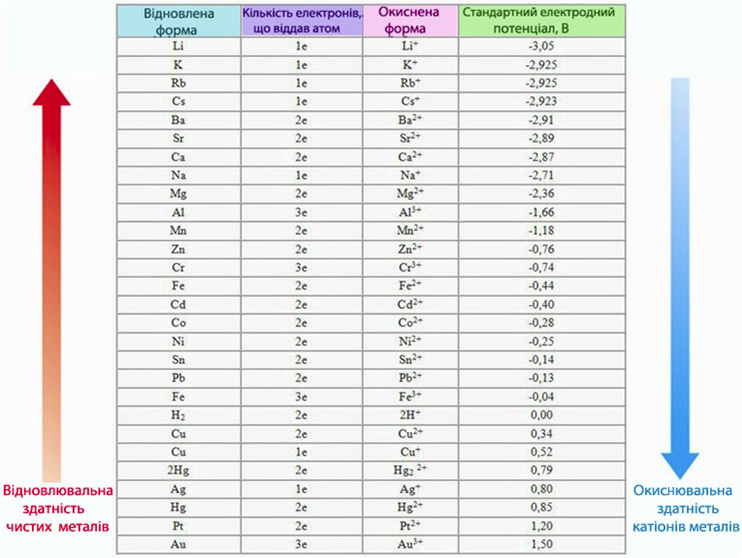 Відновлена форма Кількість електронів, що віддав атом Окиснена форма Стандартний електродний потенціал, В
Li 1e Li⁺ -3,05
K 1e K⁺ -2,925
Rb 1e Rb⁺ -2,925
Cs 1e Cs⁺ -2,923
Ba 2e Ba²⁺ -2,91
Sr 2e Sr²⁺ -2,89
Ca 2e Ca²⁺ -2,87
Na 1e Na⁺ -2,71
Mg 2e Mg²⁺ -2,36
Al 3e Al³⁺ -1,66
Mn 2e Mn²⁺ -1,18
Zn 2e Zn²⁺ -0,76
Cr 3e Cr³⁺ -0,74
Fe 2e Fe²⁺ -0,44
Cd 2e Cd²⁺ -0,40
Co 2e Co²⁺ -0,28
Ni 2e Ni²⁺ -0,25
Sn 2e Sn²⁺ -0,14
Pb 2e Pb²⁺ -0,13
Fe 3e Fe³⁺ -0,04
H₂ 2e 2H⁺ 0,00
Cu 2e Cu²⁺ 0,34
Cu 1e Cu⁺ 0,52
2Hg 2e Hg₂ ²⁺ 0,79
Ag 1e Ag⁺ 0,80
Hg 2e Hg²⁺ 0,85
Pt 2e Pt²⁺ 1,20
Au 3e Au³⁺ 1,50
Відновлювальна
здатність
чистих металів
Окиснювальна
здатність
катіонів металів